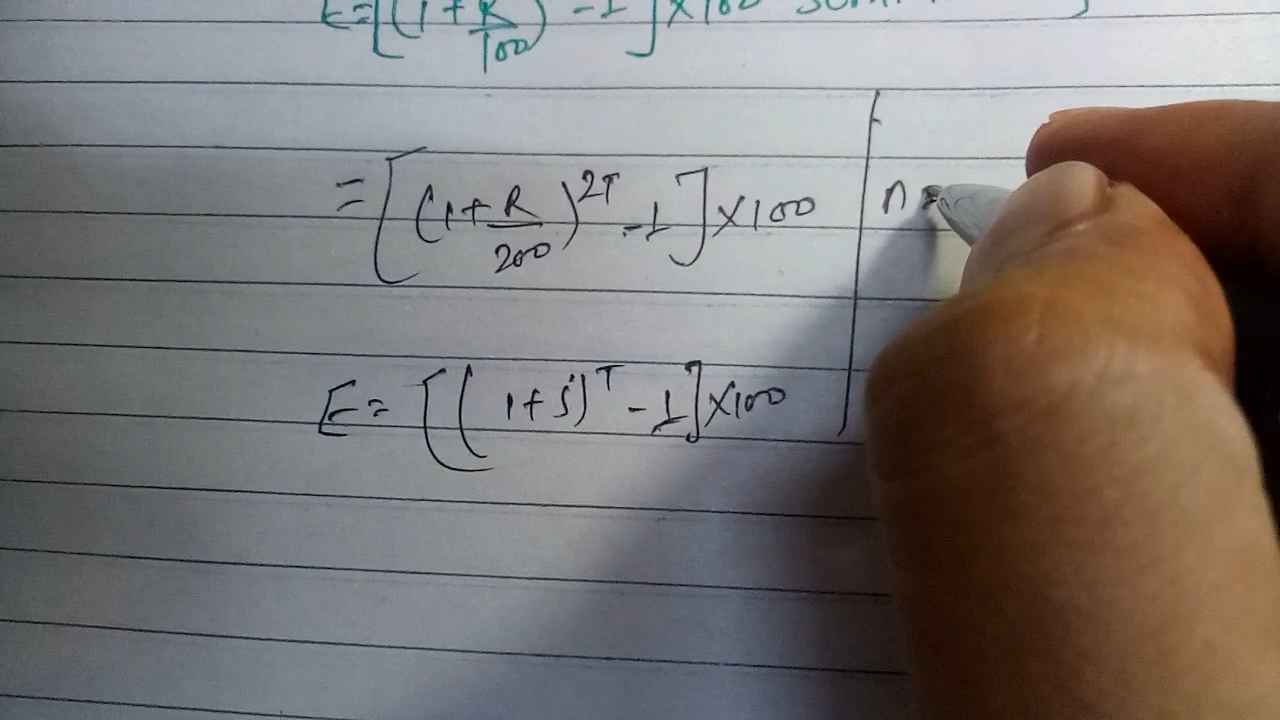 E=[(1+R/100) -1]×100
=[(1+R/200)^2T -1]×100
n =
E=[(1+i)^T -1]×100